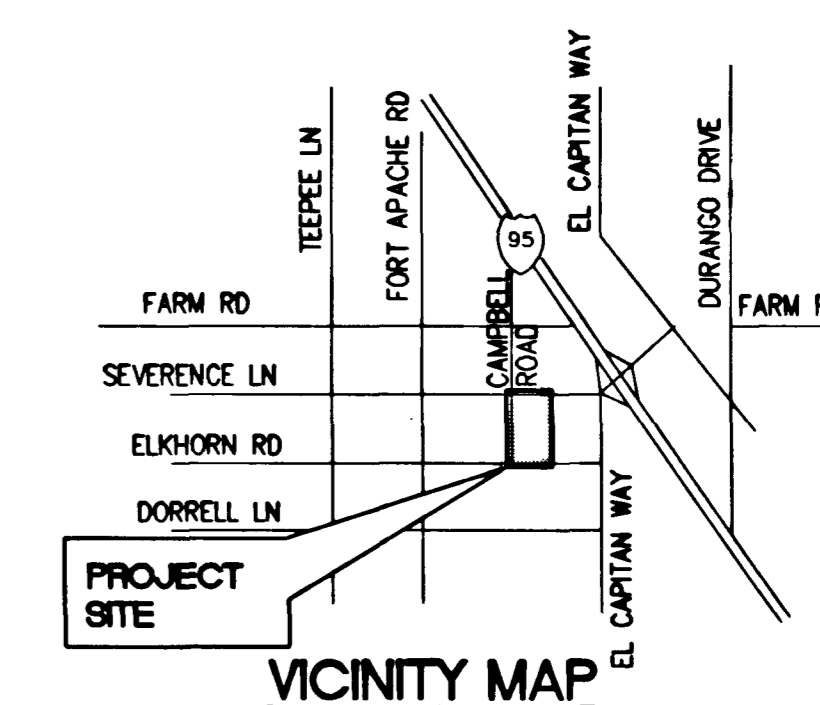 TEEPEE LN
FORT APACHE RD
EL CAPITAN WAY
DURANGO DRIVE
95
FARM RD
CAMPBELL
ROAD
FARM
SEVERENCE LN
ELKHORN RD
DORRELL LN
EL CAPITAN WAY
PROJECT
SITE
VICINITY MAP